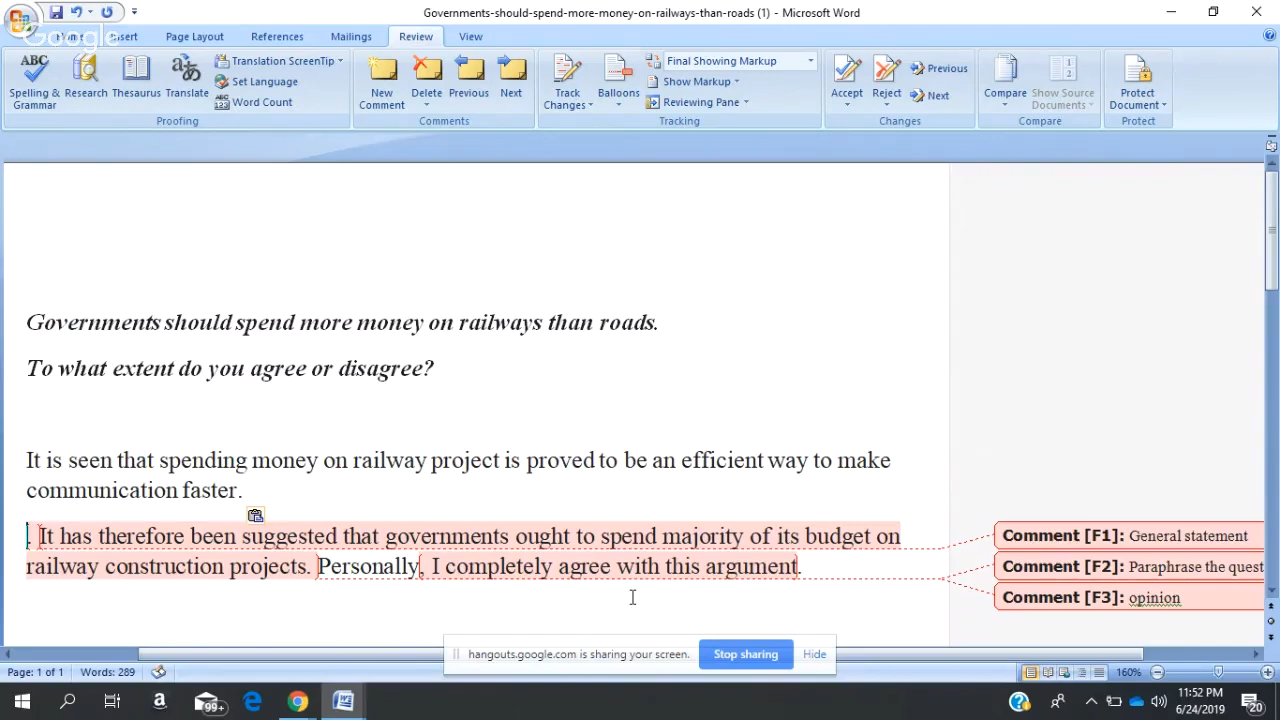 Governments-should-spend-more-money-on-railways-than-roads (1) - Microsoft Word
Google
Home Insert Page Layout References Mailings Review View
ABC Translation ScreenTip Final Showing Markup Previous
Set Language Show Markup Next
Spelling & Grammar Research Thesaurus Translate Word Count New Comment Delete Previous Next Track Changes Balloons Reviewing Pane Accept Reject Compare Show Source Documents Protect Document
Proofing Comments Tracking Changes Compare Protect
Governments should spend more money on railways than roads.
To what extent do you agree or disagree?
It is seen that spending money on railway project is proved to be an efficient way to make
communication faster.
. It has therefore been suggested that governments ought to spend majority of its budget on
railway construction projects. Personally, I completely agree with this argument.
Comment [F1]: General statement
Comment [F2]: Paraphrase the quest
Comment [F3]: opinion
hangouts.google.com is sharing your screen. Stop sharing Hide
Page: 1 of 1 Words: 289 160%
99+ 11:52 PM
6/24/2019 20